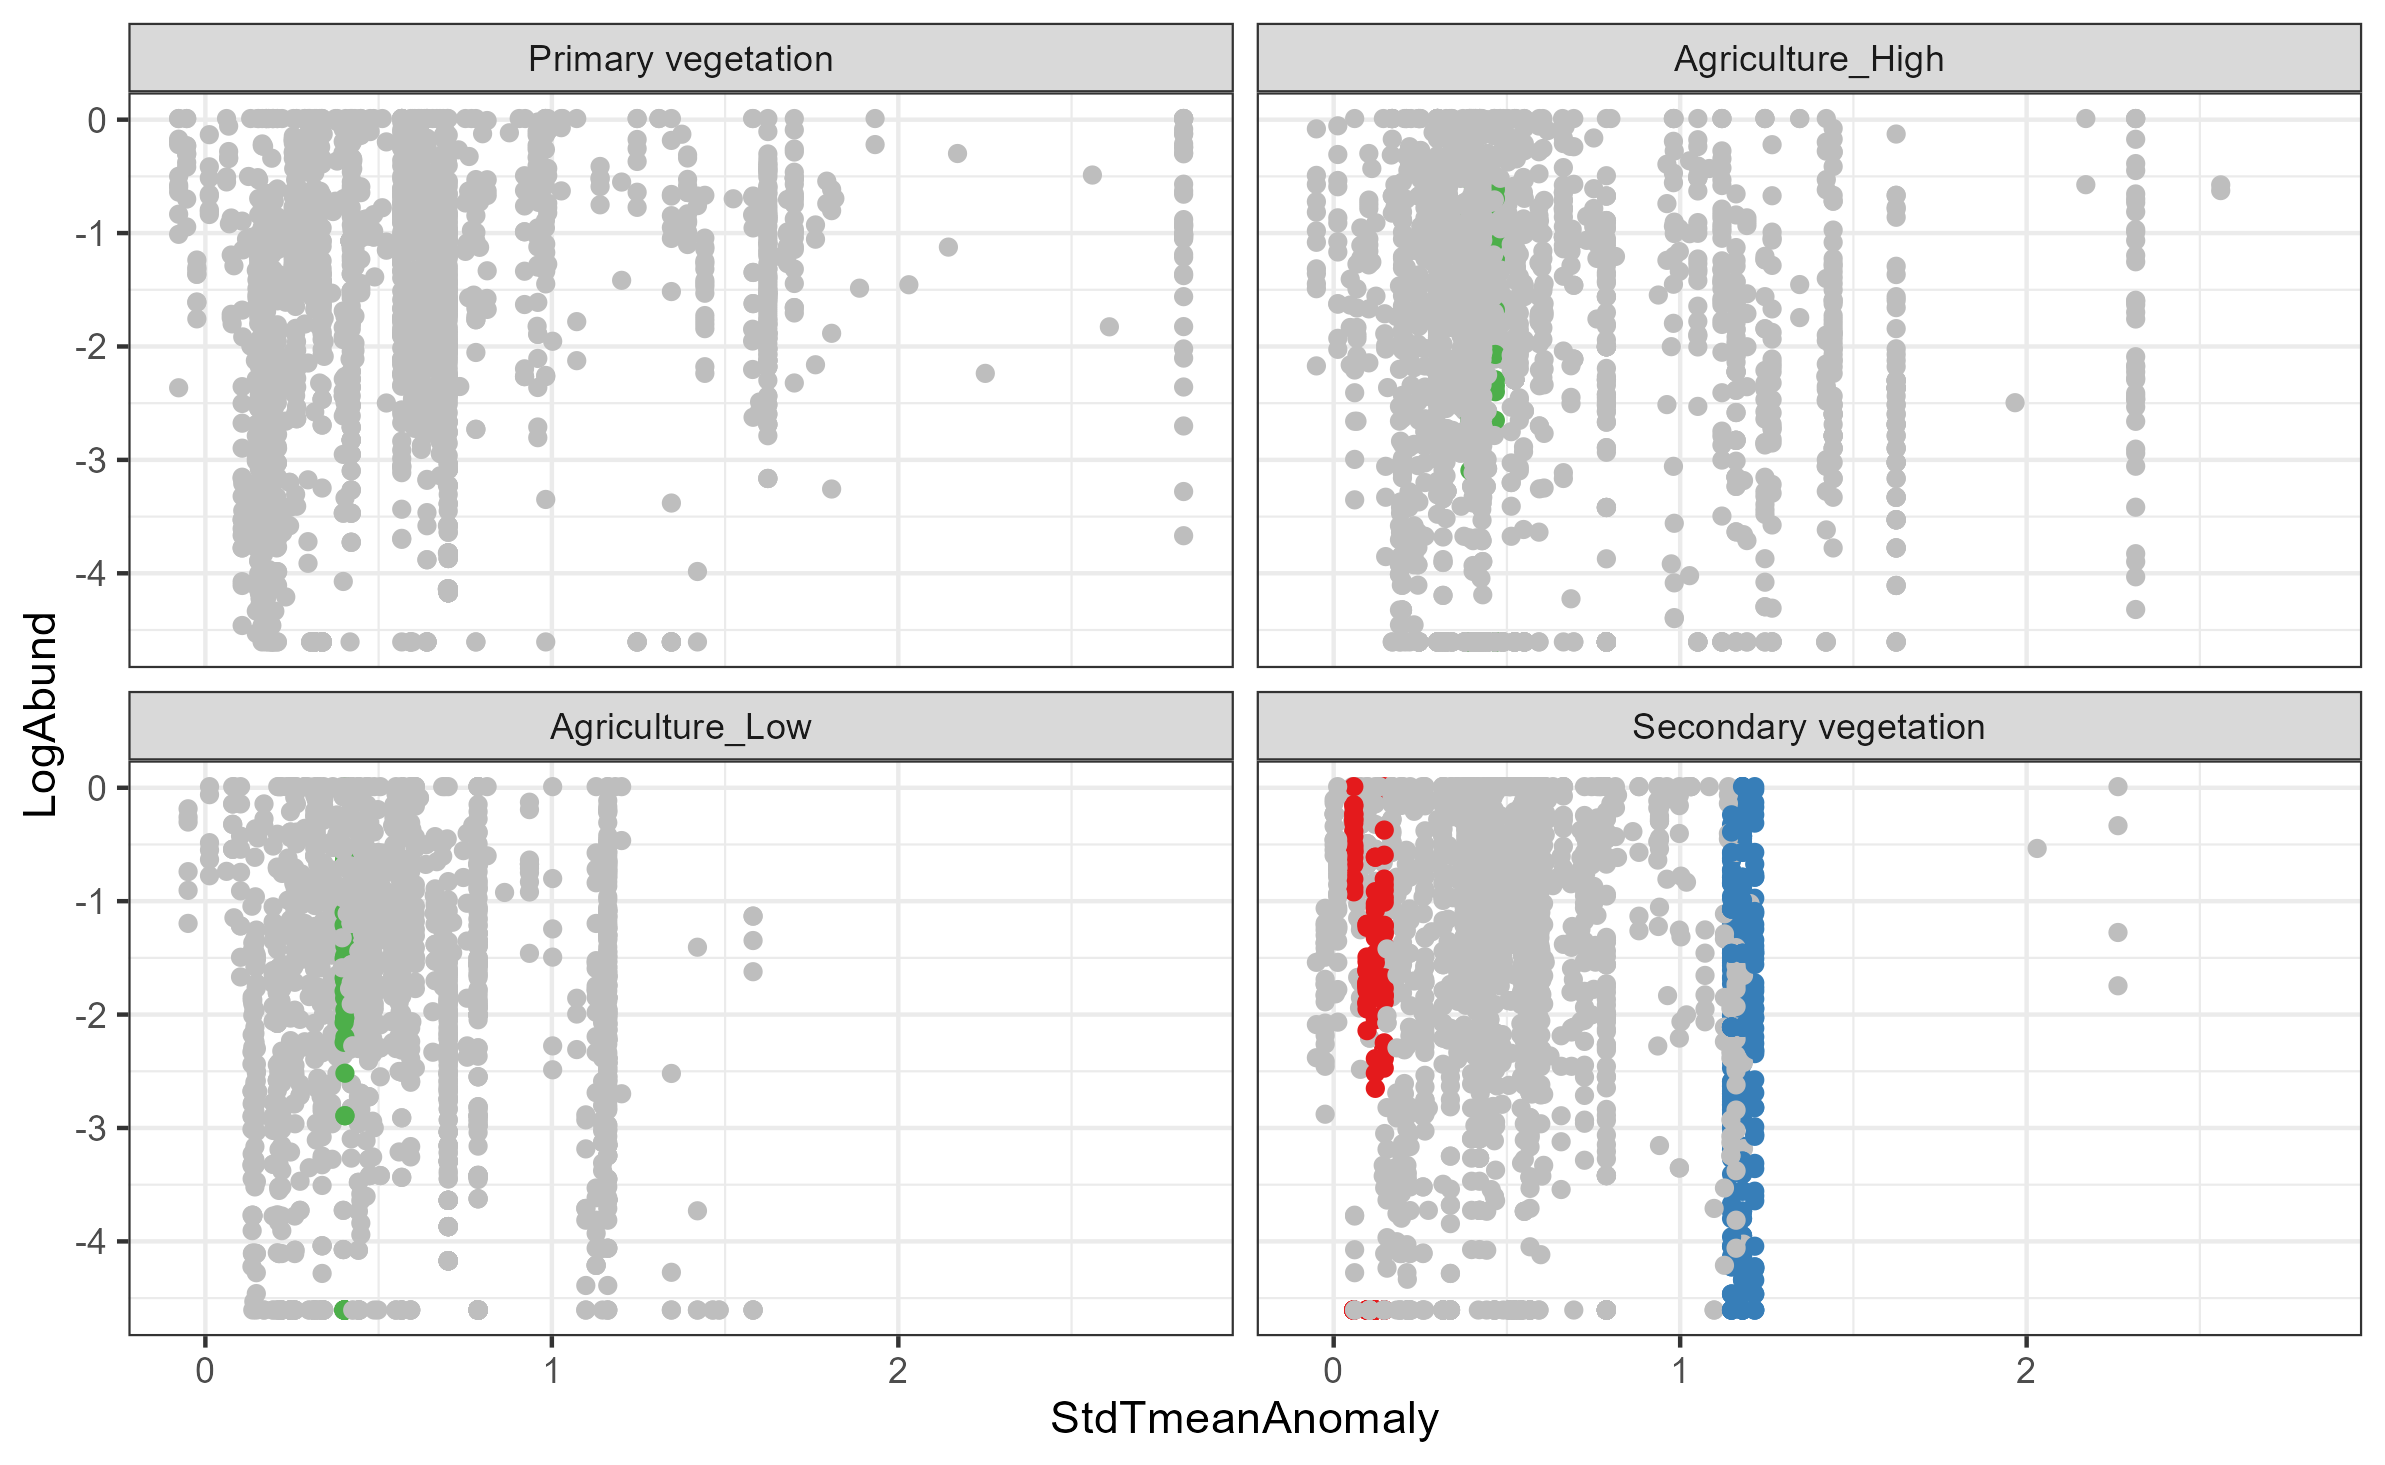 Primary vegetation
Agriculture_High
0
-1
-2
-3
-4
Agriculture_Low
Secondary vegetation
0
-1
-2
-3
-4
0 1 2
0 1 2
StdTmeanAnomaly
LogAbund